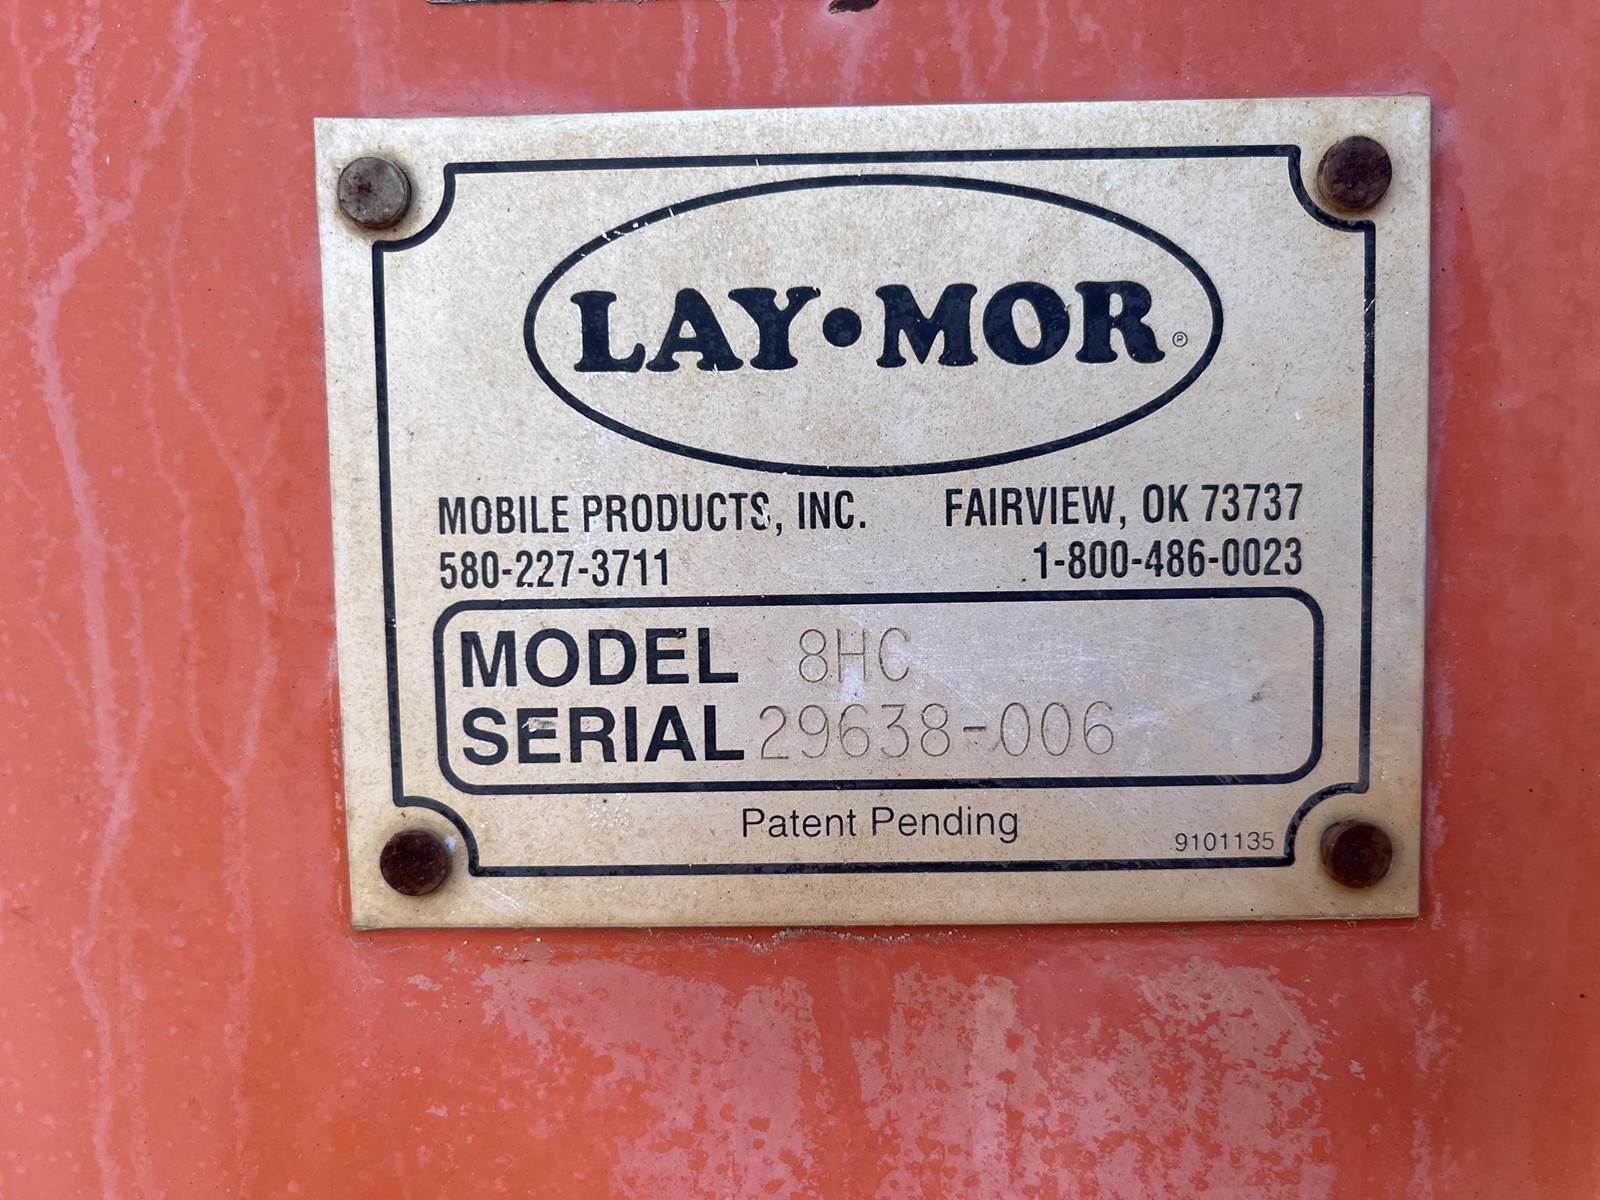 LAY•MOR®
MOBILE PRODUCTS, INC. FAIRVIEW, OK 73737
580-227-3711 1-800-486-0023
MODEL 8HC
SERIAL 29638-006
Patent Pending
9101135